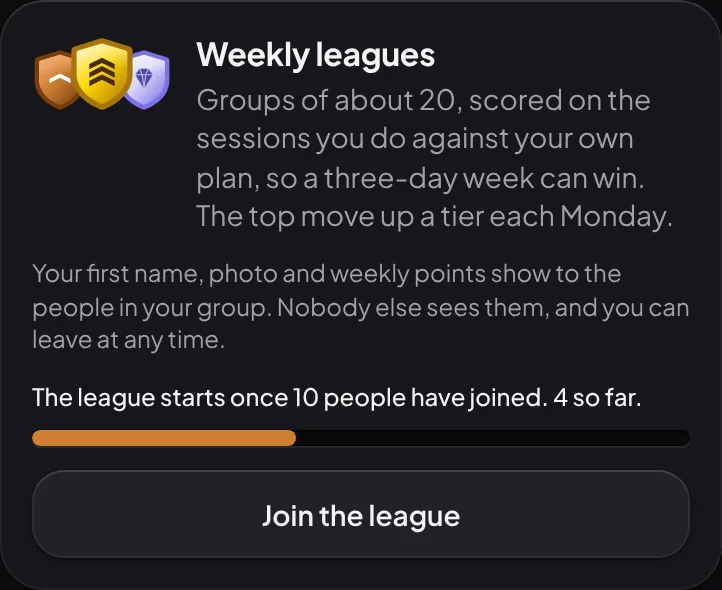 Weekly leagues
Groups of about 20, scored on the
sessions you do against your own
plan, so a three-day week can win.
The top move up a tier each Monday.
Your first name, photo and weekly points show to the
people in your group. Nobody else sees them, and you can
leave at any time.
The league starts once 10 people have joined. 4 so far.
Join the league